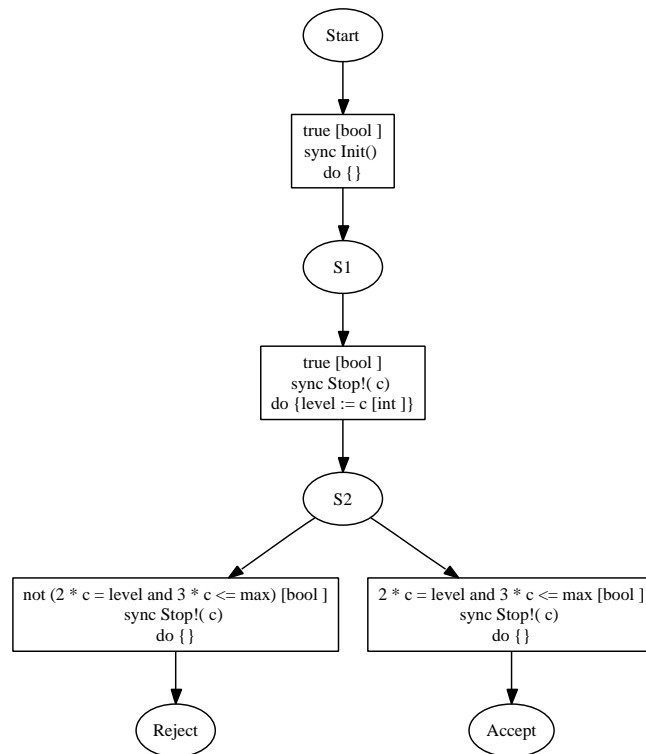 Start
true [bool ]
sync Init()
do {}
S1
true [bool ]
sync Stop!( c)
do {level := c [int ]}
S2
not (2 * c = level and 3 * c <= max) [bool ]
sync Stop!( c)
do {}
2 * c = level and 3 * c <= max [bool ]
sync Stop!( c)
do {}
Reject
Accept